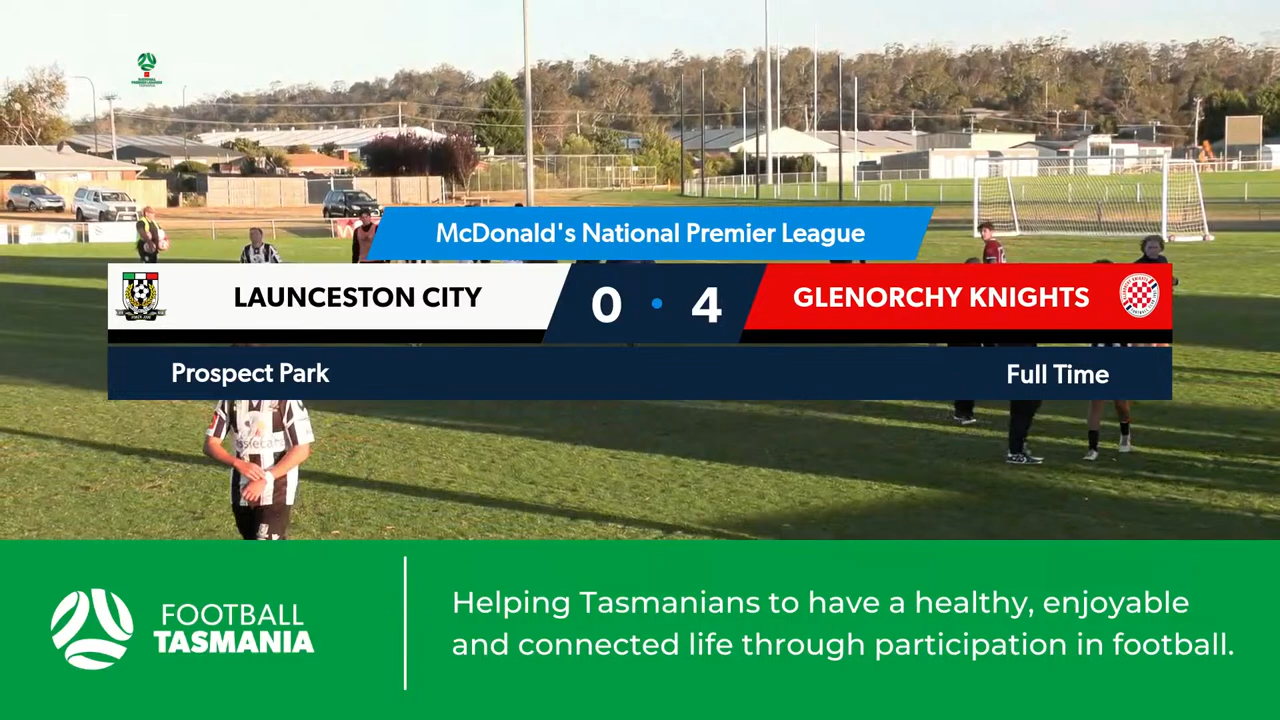 McDonald's National Premier League
LAUNCESTON CITY 0 • 4 GLENORCHY KNIGHTS
Prospect Park Full Time
FOOTBALL
TASMANIA
Helping Tasmanians to have a healthy, enjoyable
and connected life through participation in football.